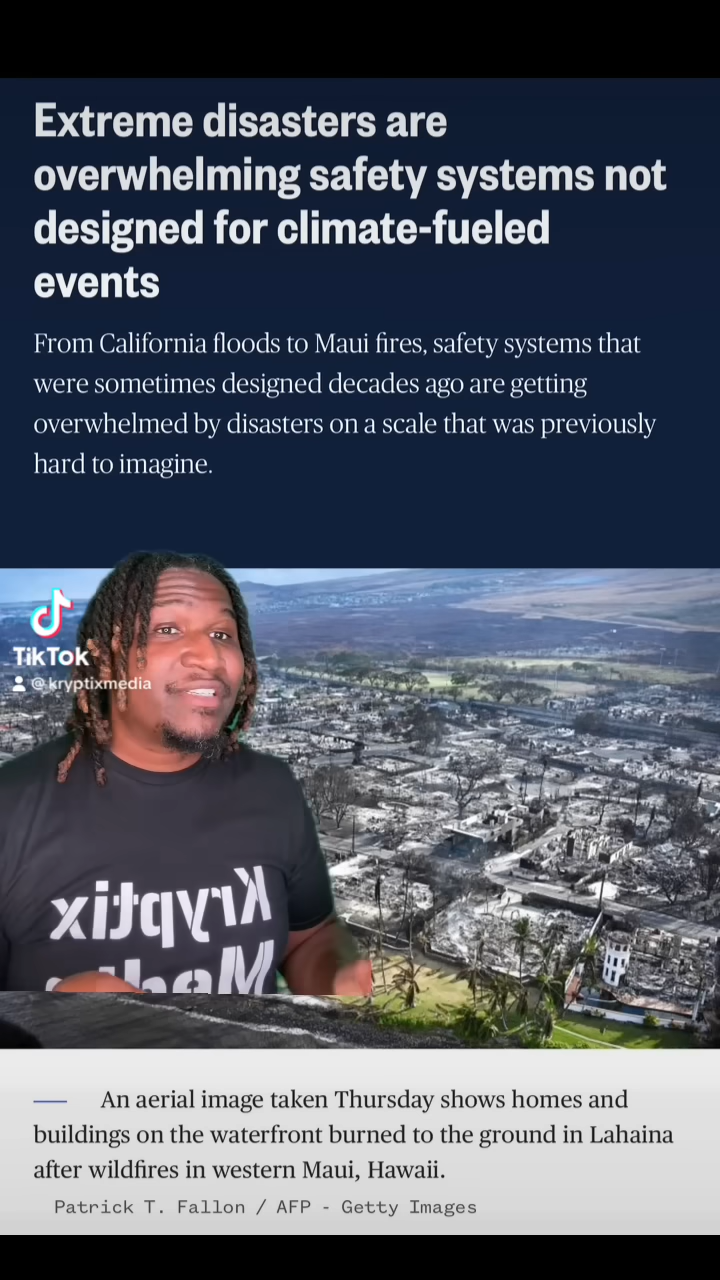 Extreme disasters are
overwhelming safety systems not
designed for climate-fueled
events
From California floods to Maui fires, safety systems that
were sometimes designed decades ago are getting
overwhelmed by disasters on a scale that was previously
hard to imagine.
TikTok
@kryptixmedia
Kryptix
Media
— An aerial image taken Thursday shows homes and
buildings on the waterfront burned to the ground in Lahaina
after wildfires in western Maui, Hawaii.
Patrick T. Fallon / AFP - Getty Images